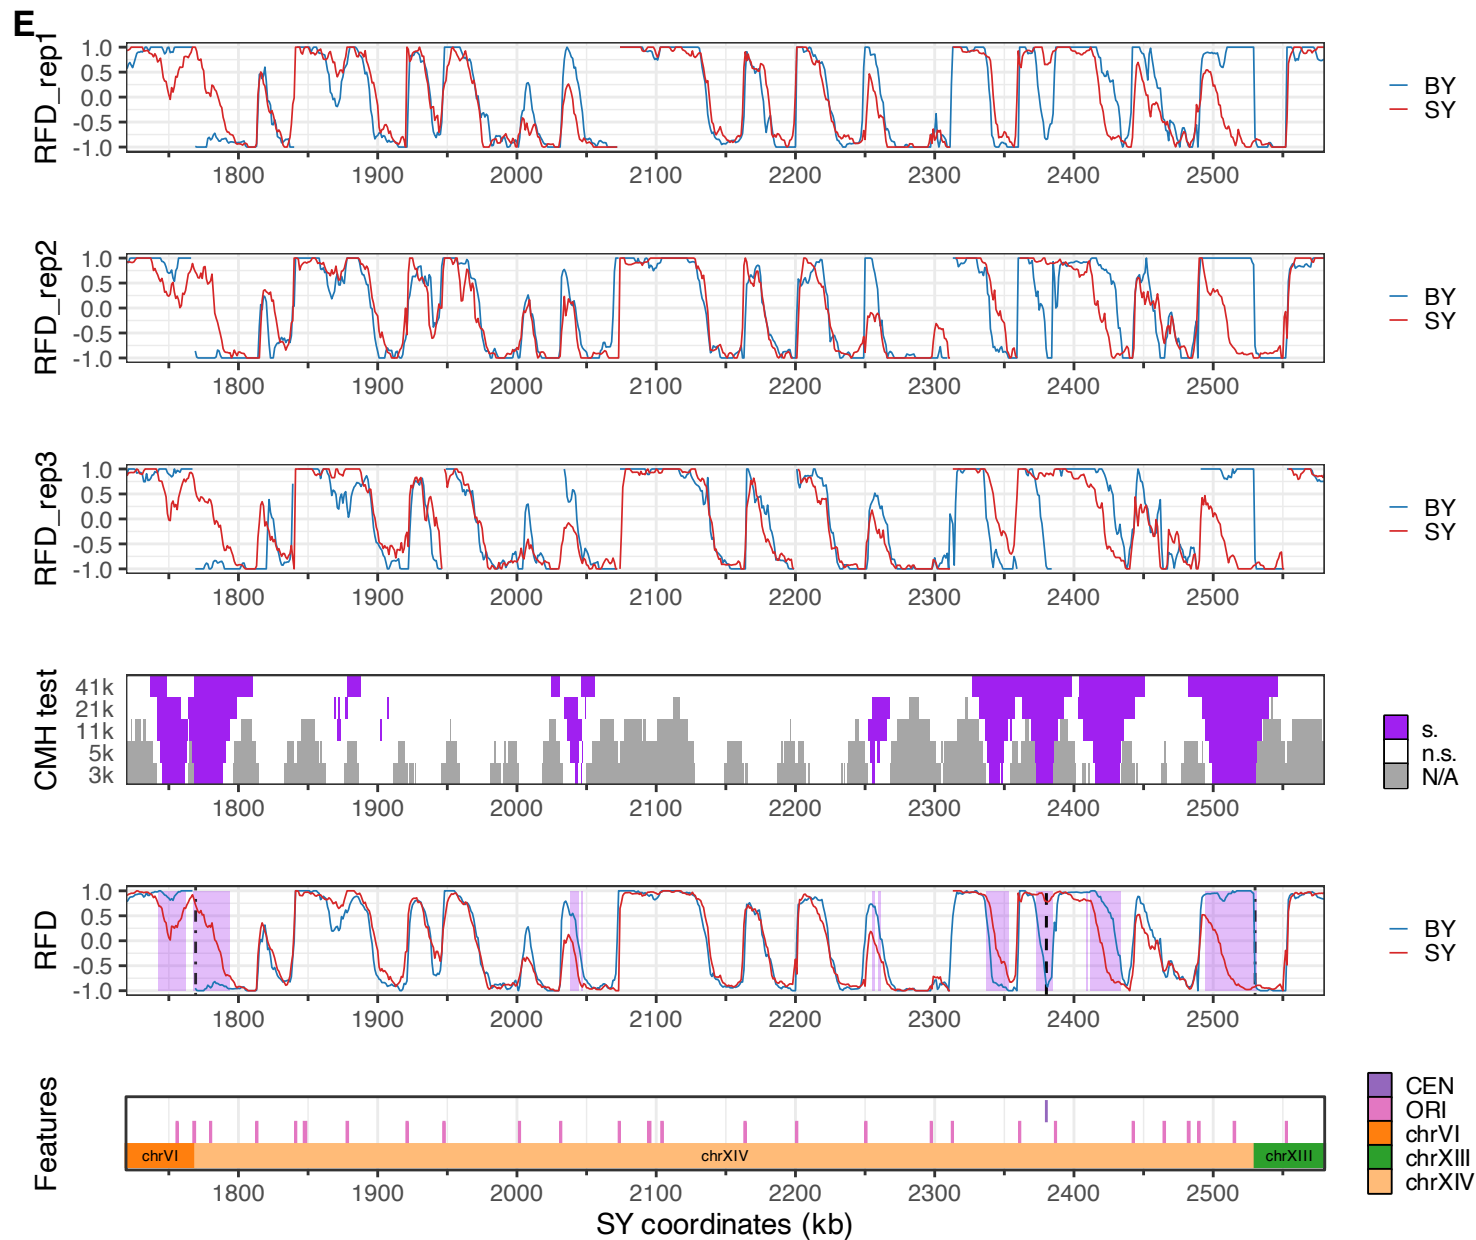 E
RFD_rep1
1.0
0.5
0.0
-0.5
-1.0
1800 1900 2000 2100 2200 2300 2400 2500
BY
SY
RFD_rep2
1.0
0.5
0.0
-0.5
-1.0
1800 1900 2000 2100 2200 2300 2400 2500
BY
SY
RFD_rep3
1.0
0.5
0.0
-0.5
-1.0
1800 1900 2000 2100 2200 2300 2400 2500
BY
SY
CMH test
41k
21k
11k
5k
3k
1800 1900 2000 2100 2200 2300 2400 2500
s.
n.s.
N/A
RFD
1.0
0.5
0.0
-0.5
-1.0
1800 1900 2000 2100 2200 2300 2400 2500
BY
SY
Features
chrVI chrXIV chrXIII
1800 1900 2000 2100 2200 2300 2400 2500
SY coordinates (kb)
CEN
ORI
chrVI
chrXIII
chrXIV